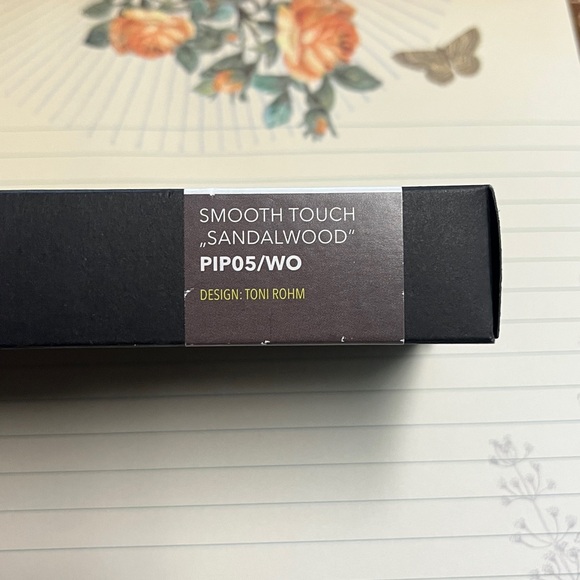 SMOOTH TOUCH
„SANDALWOOD“
PIP05/WO
DESIGN: TONI ROHM